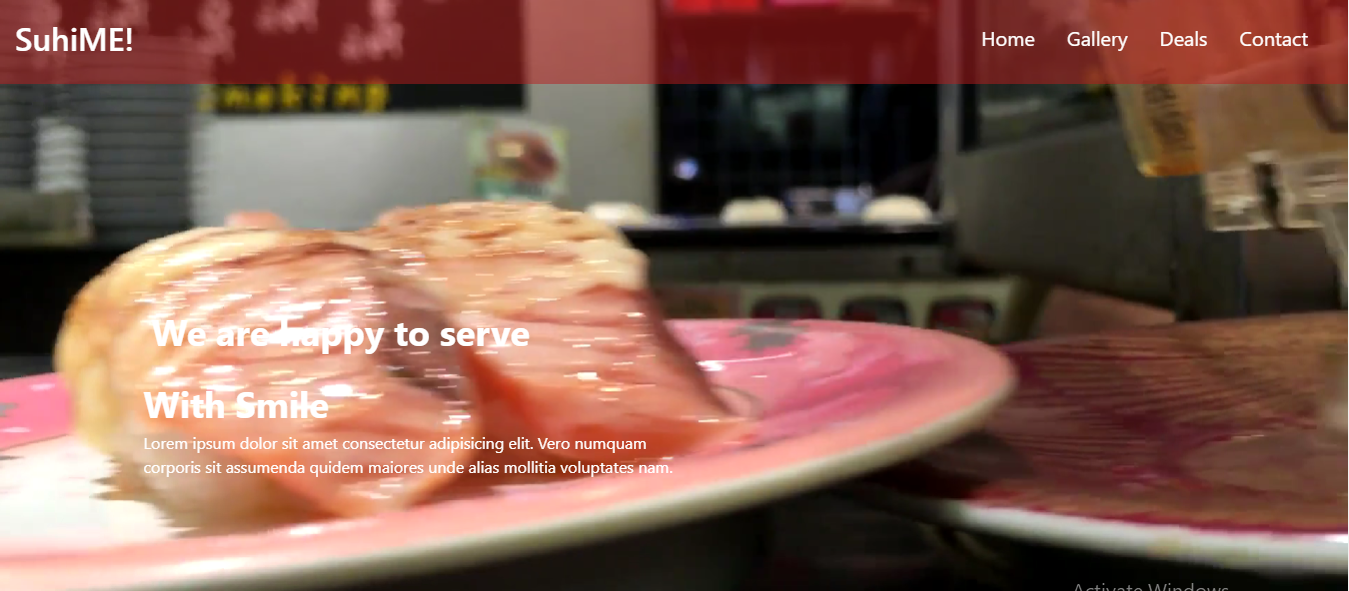 SuhiME!
Home Gallery Deals Contact
We are happy to serve
With Smile
Lorem ipsum dolor sit amet consectetur adipisicing elit. Vero numquam
corporis sit assumenda quidem maiores unde alias mollitia voluptates nam.
Activate Windows